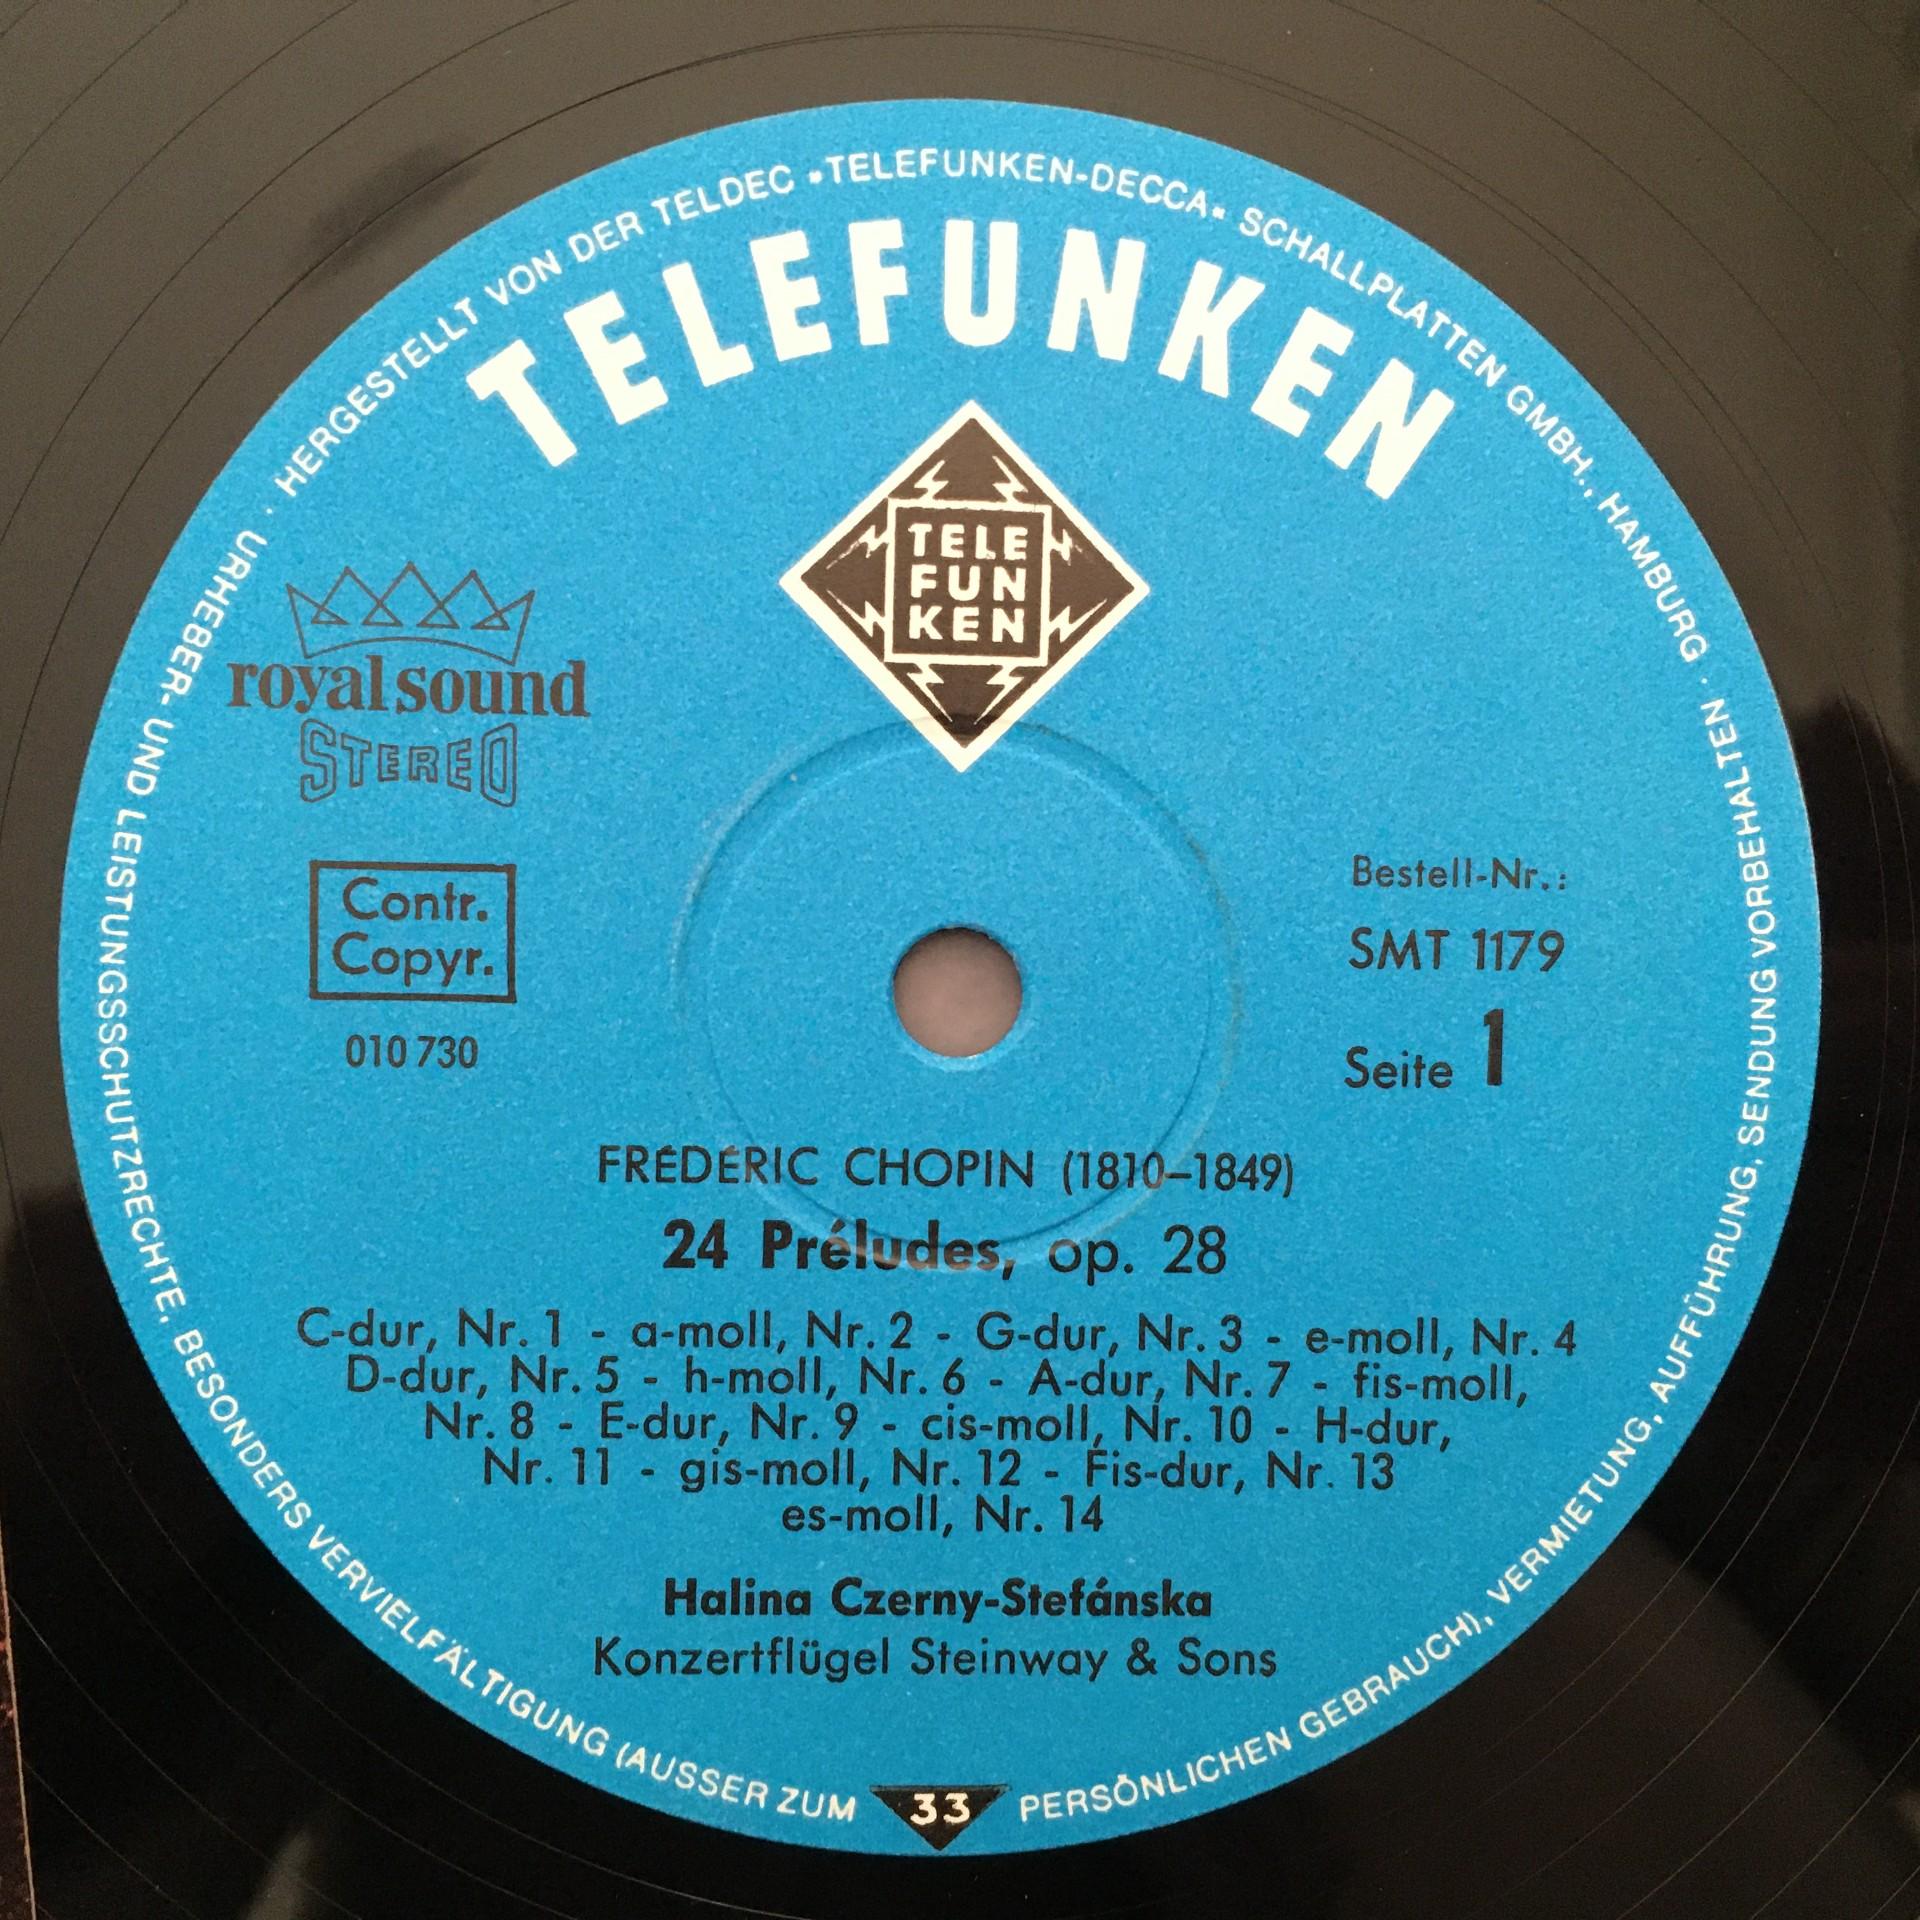 HERGESTELLT VON DER TELDEC •TELEFUNKEN-DECCA• SCHALLPLATTEN GMBH., HAMBURG ·
TELEFUNKEN
TELE
FUN
KEN
royal sound
STEREO
Contr.
Copyr.
010 730
Bestell-Nr.:
SMT 1179
Seite 1
FRÉDÉRIC CHOPIN (1810–1849)
24 Préludes, op. 28
C-dur, Nr. 1 - a-moll, Nr. 2 - G-dur, Nr. 3 - e-moll, Nr. 4
D-dur, Nr. 5 - h-moll, Nr. 6 - A-dur, Nr. 7 - fis-moll,
Nr. 8 - E-dur, Nr. 9 - cis-moll, Nr. 10 - H-dur,
Nr. 11 - gis-moll, Nr. 12 - Fis-dur, Nr. 13
es-moll, Nr. 14
Halina Czerny-Stefánska
Konzertflügel Steinway & Sons
URHEBER- UND LEISTUNGSSCHUTZRECHTE, BESONDERS VERVIELFÄLTIGUNG (AUSSER ZUM PERSÖNLICHEN GEBRAUCH), VERMIETUNG, AUFFÜHRUNG, SENDUNG VORBEHALTEN ·
33